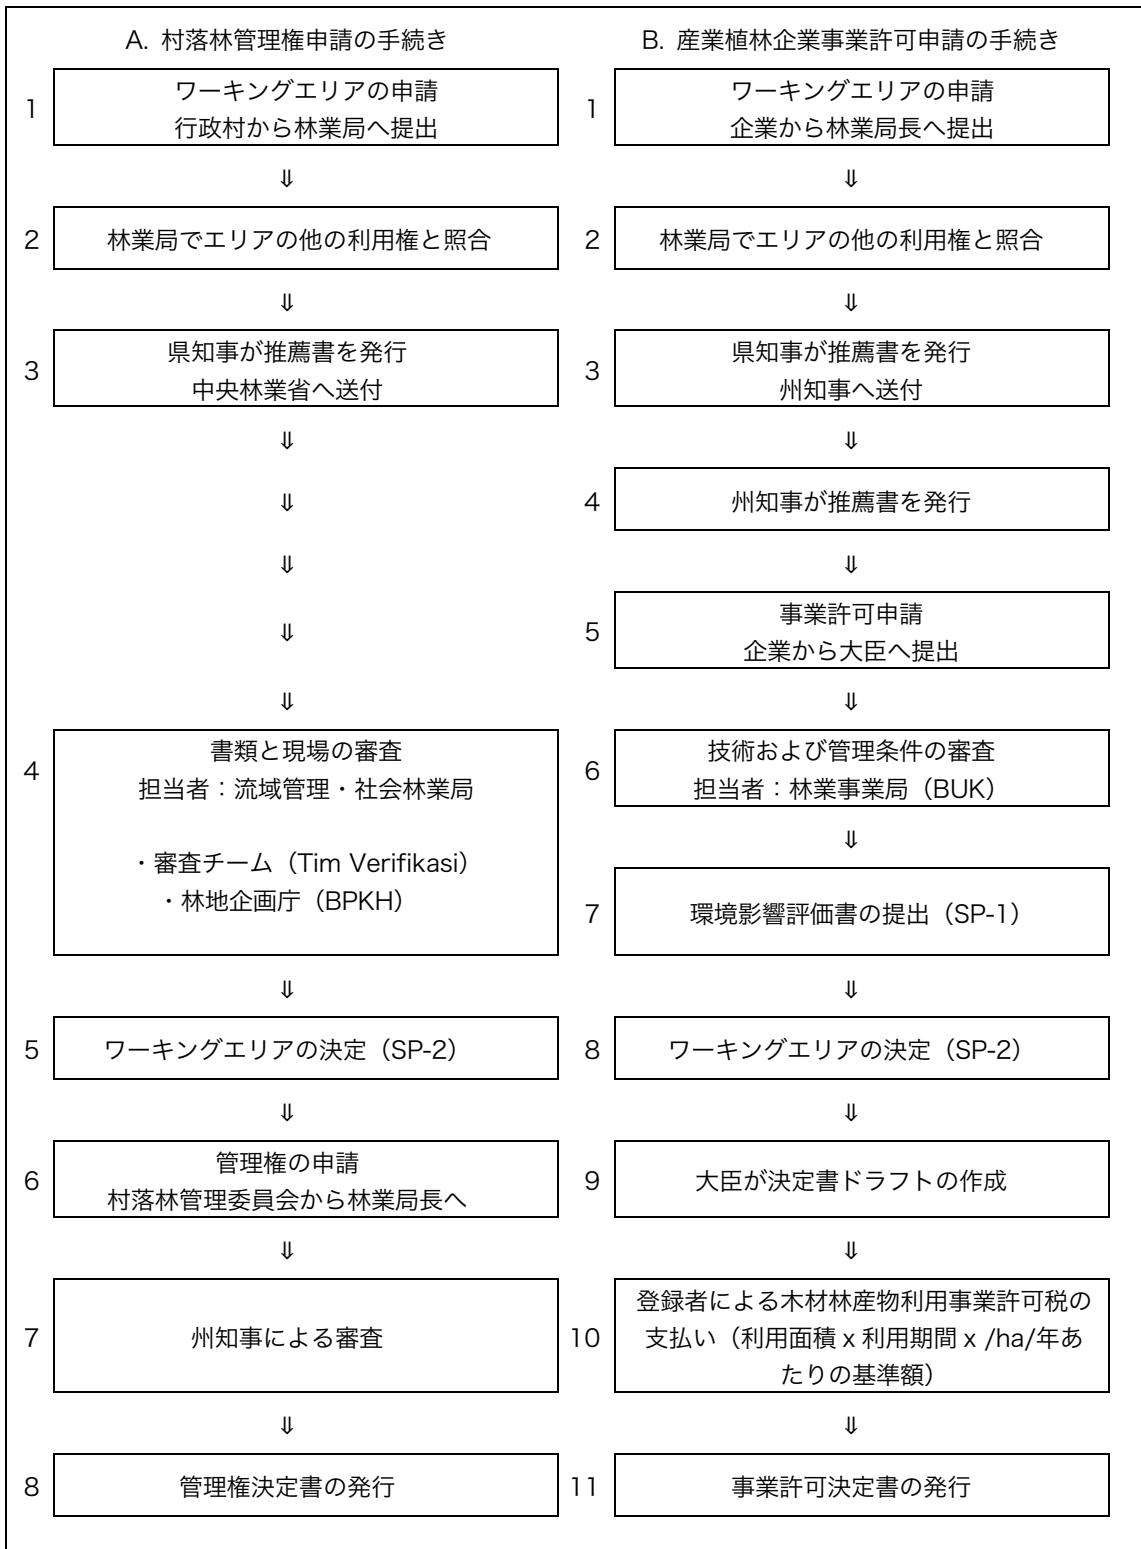 A. 村落林管理権申請の手続き
B. 産業植林企業事業許可申請の手続き
1
ワーキングエリアの申請
行政村から林業局へ提出
1
ワーキングエリアの申請
企業から林業局長へ提出
⇓
⇓
2
林業局でエリアの他の利用権と照合
2
林業局でエリアの他の利用権と照合
⇓
⇓
3
県知事が推薦書を発行
中央林業省へ送付
3
県知事が推薦書を発行
州知事へ送付
⇓
⇓
⇓
4
州知事が推薦書を発行
⇓
⇓
⇓
5
事業許可申請
企業から大臣へ提出
⇓
⇓
4
書類と現場の審査
担当者：流域管理・社会林業局
・審査チーム（Tim Verifikasi）
・林地企画庁（BPKH）
6
技術および管理条件の審査
担当者：林業事業局（BUK）
⇓
7
環境影響評価書の提出（SP-1）
⇓
⇓
5
ワーキングエリアの決定（SP-2）
8
ワーキングエリアの決定（SP-2）
⇓
⇓
6
管理権の申請
村落林管理委員会から林業局長へ
9
大臣が決定書ドラフトの作成
⇓
⇓
7
州知事による審査
10
登録者による木材林産物利用事業許可税の
支払い（利用面積 x 利用期間 x /ha/年あ
たりの基準額）
⇓
⇓
8
管理権決定書の発行
11
事業許可決定書の発行